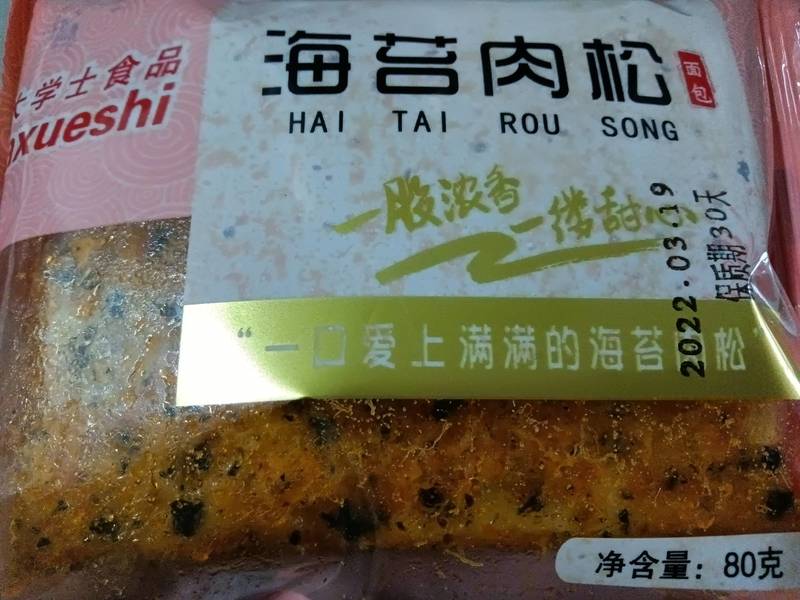 海苔肉松
面包
HAI TAI ROU SONG
学士食品
xueshi
一股浓香
一缕甜心
2022.03.19
保质期30天
"一口爱上满满的海苔肉松"
净含量：80克